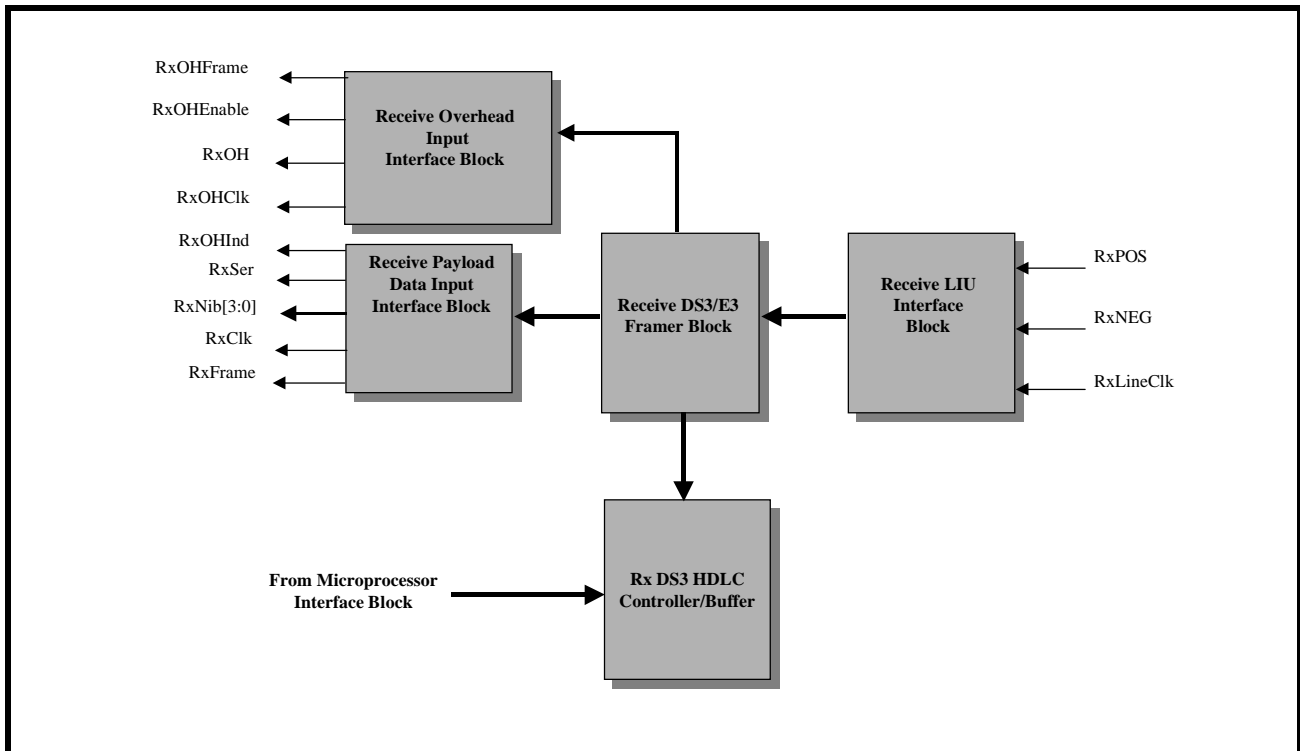 RxOHFrame
RxOHEnable
RxOH
RxOHClk
Receive Overhead
Input
Interface Block
RxOHInd
RxSer
RxNib[3:0]
RxClk
RxFrame
Receive Payload
Data Input
Interface Block
Receive DS3/E3
Framer Block
Receive LIU
Interface
Block
RxPOS
RxNEG
RxLineClk
From Microprocessor
Interface Block
Rx DS3 HDLC
Controller/Buffer